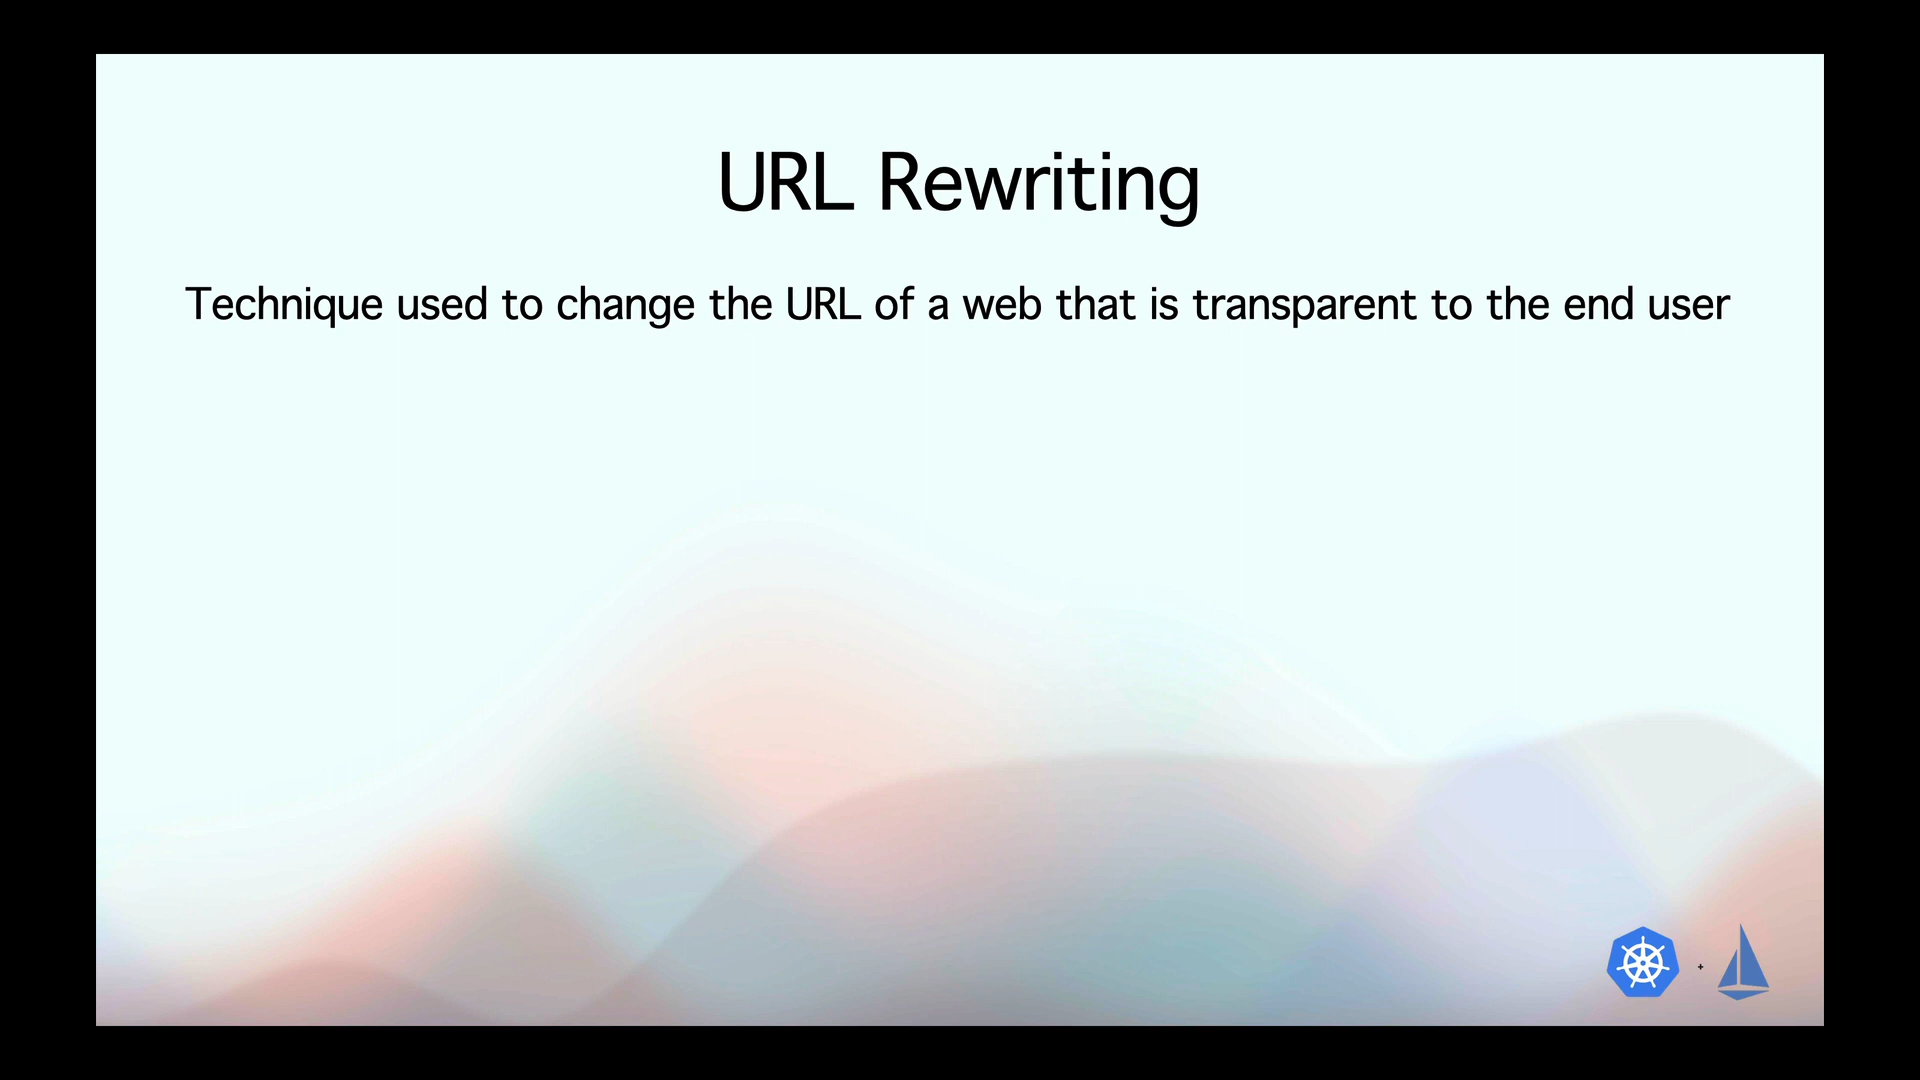 URL Rewriting
Technique used to change the URL of a web that is transparent to the end user
+